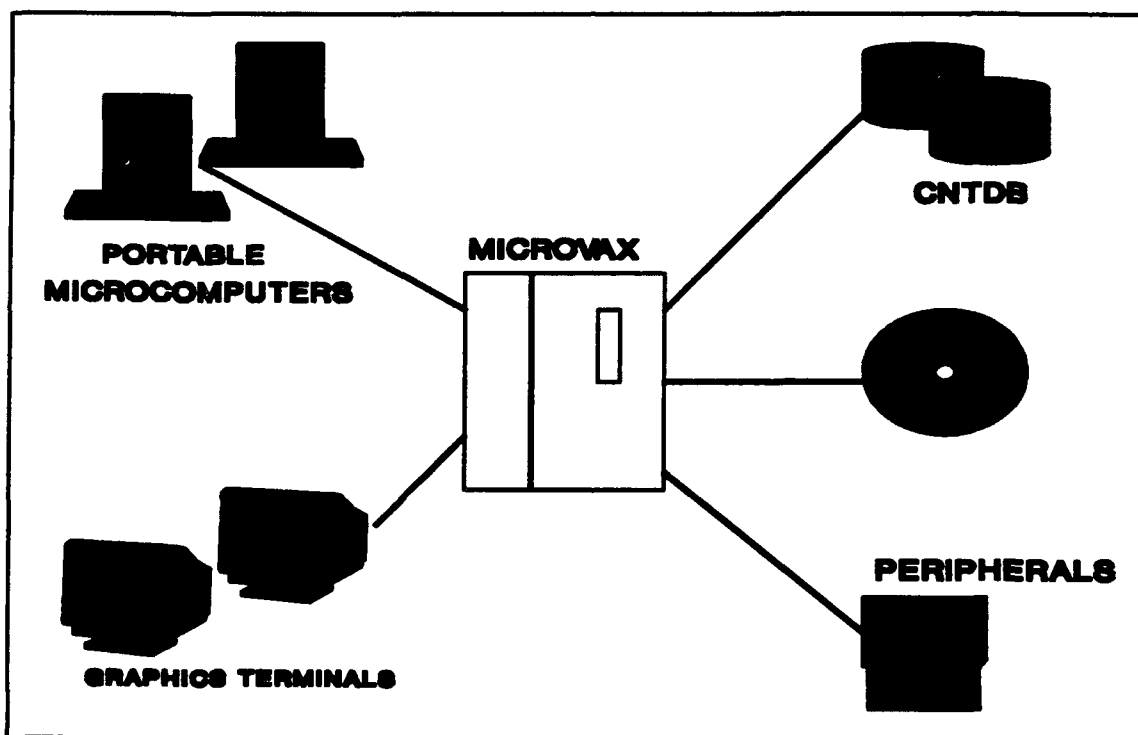 CNTDB
MICROVAX
PORTABLE
MICROCOMPUTERS
PERIPHERALS
GRAPHICS TERMINALS